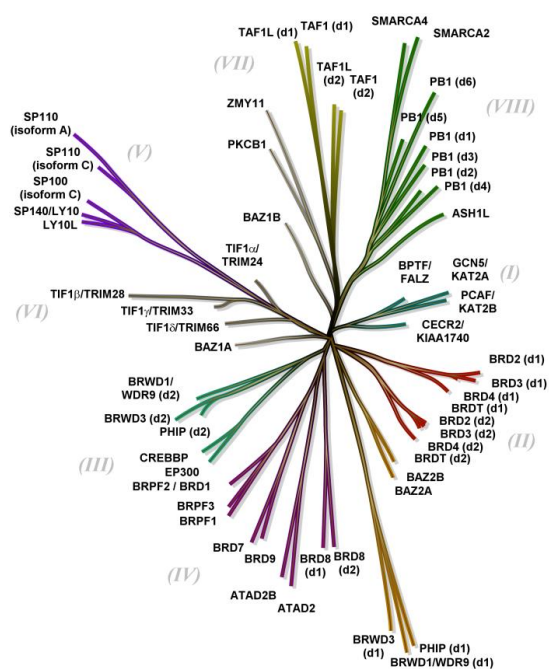 SMARCA4
SMARCA2
TAF1L (d1)
TAF1 (d1)
(VII)
TAF1L
(d2)
TAF1
(d2)
PB1 (d6)
(VIII)
ZMY11
PB1 (d5)
SP110
(isoform A)
(V)
PKCB1
PB1 (d1)
PB1 (d3)
SP110
(isoform C)
PB1 (d2)
SP100
(isoform C)
PB1 (d4)
SP140/LY10
LY10L
BAZ1B
ASH1L
TIF1α/
TRIM24
BPTF/
FALZ
GCN5/
KAT2A
(I)
TIF1β/TRIM28
(VI)
TIF1γ/TRIM33
PCAF/
KAT2B
TIF1δ/TRIM66
CECR2/
KIAA1740
BAZ1A
BRD2 (d1)
BRD3 (d1)
BRD4 (d1)
BRDT (d1)
BRWD1/
WDR9 (d2)
BRWD3 (d2)
PHIP (d2)
BRD2 (d2)
BRD3 (d2)
BRD4 (d2)
BRDT (d2)
(II)
CREBBP
EP300
(III)
BAZ2B
BAZ2A
BRPF2 / BRD1
BRPF3
BRPF1
BRD7
BRD9
BRD8
(d1)
BRD8
(d2)
(IV)
ATAD2B
ATAD2
BRWD3
(d1)
PHIP (d1)
BRWD1/WDR9 (d1)